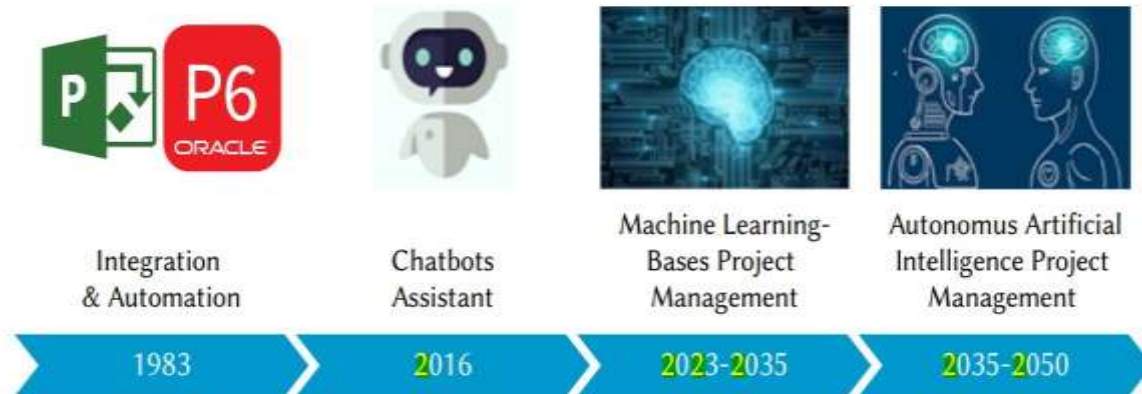 P
P6
ORACLE
Integration
& Automation
Chatbots
Assistant
Machine Learning-
Bases Project
Management
Autonomus Artificial
Intelligence Project
Management
1983
2016
2023-2035
2035-2050